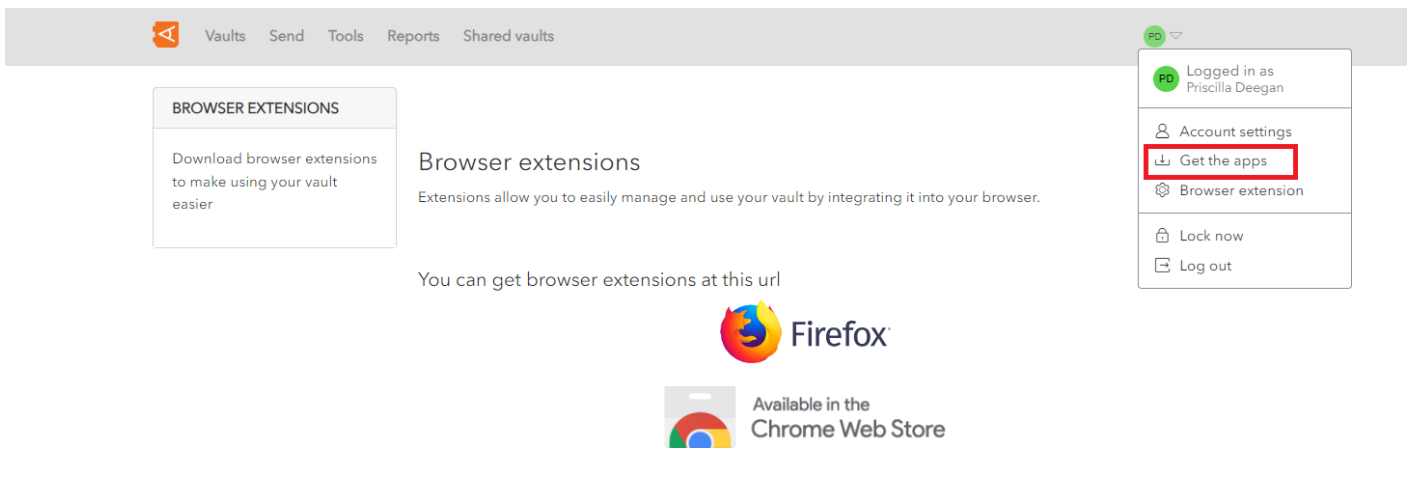 Vaults Send Tools Reports Shared vaults
PD
PD
Logged in as
Priscilla Deegan
Account settings
Get the apps
Browser extension
Lock now
Log out
BROWSER EXTENSIONS
Download browser extensions
to make using your vault
easier
Browser extensions
Extensions allow you to easily manage and use your vault by integrating it into your browser.
You can get browser extensions at this url
Firefox
Available in the
Chrome Web Store